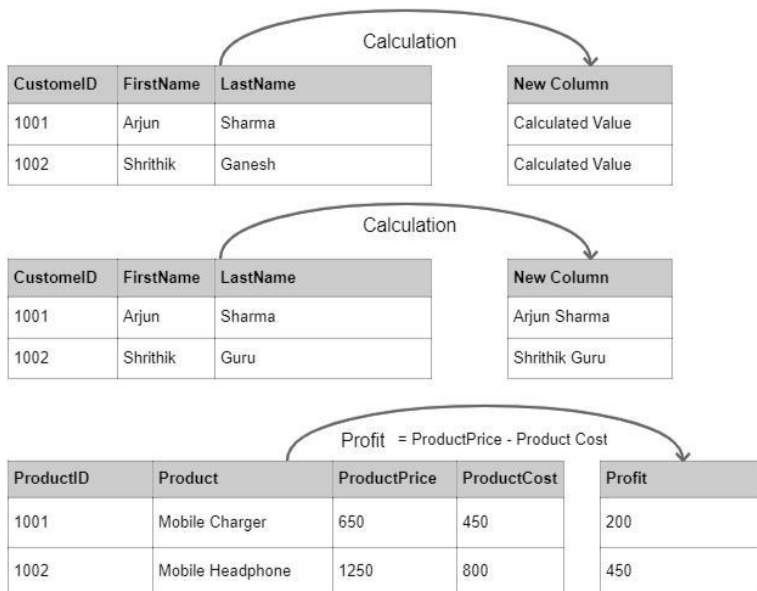 Calculation
CustomeID FirstName LastName New Column
1001 Arjun Sharma Calculated Value
1002 Shrithik Ganesh Calculated Value
Calculation
CustomeID FirstName LastName New Column
1001 Arjun Sharma Arjun Sharma
1002 Shrithik Guru Shrithik Guru
Profit = ProductPrice - Product Cost
ProductID Product ProductPrice ProductCost Profit
1001 Mobile Charger 650 450 200
1002 Mobile Headphone 1250 800 450